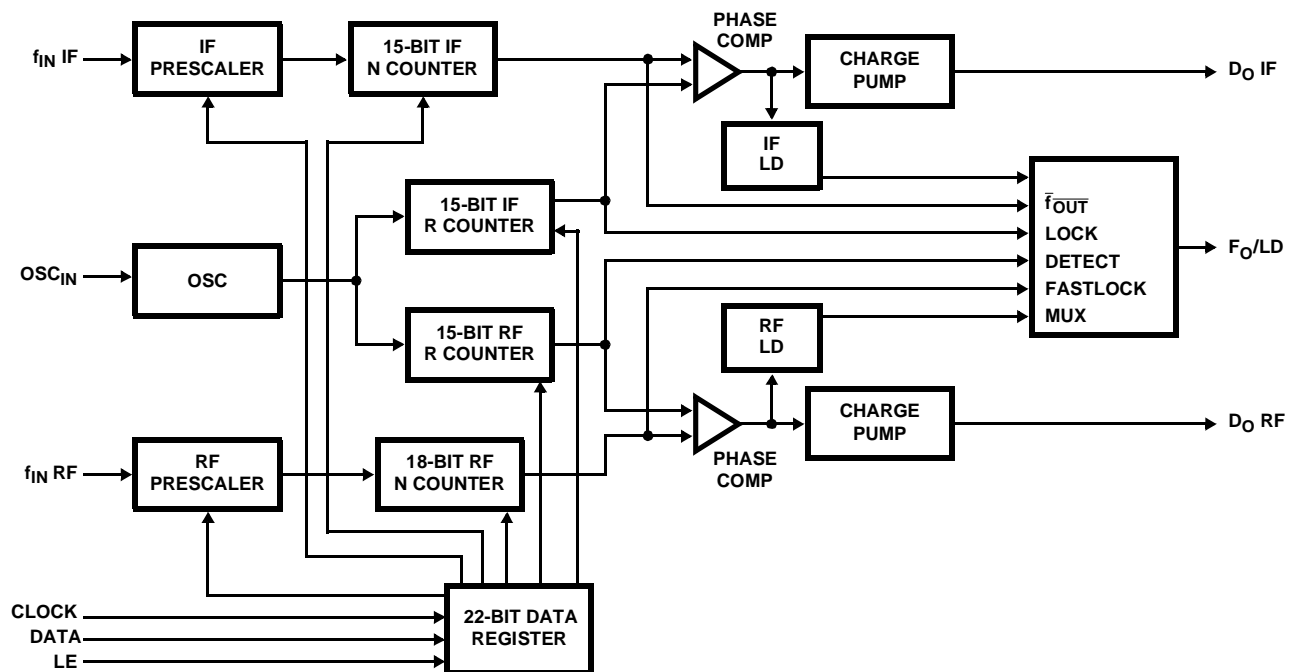 PHASE
COMP
f_IN IF
IF
PRESCALER
15-BIT IF
N COUNTER
CHARGE
PUMP
D_O IF
IF
LD
15-BIT IF
R COUNTER
f̅_OUT
LOCK
DETECT
FASTLOCK
MUX
F_O/LD
OSC_IN
OSC
15-BIT RF
R COUNTER
RF
LD
f_IN RF
RF
PRESCALER
18-BIT RF
N COUNTER
PHASE
COMP
CHARGE
PUMP
D_O RF
CLOCK
DATA
LE
22-BIT DATA
REGISTER